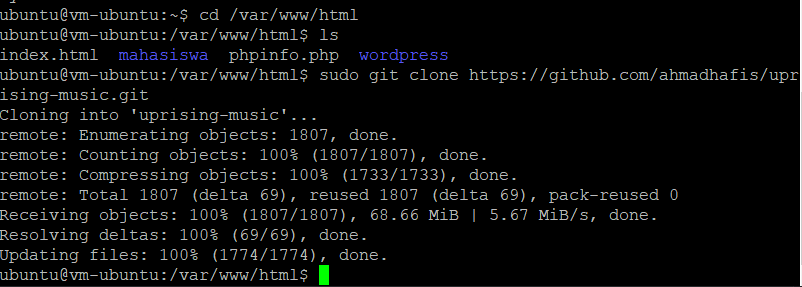 ubuntu@vm-ubuntu:~$ cd /var/www/html
ubuntu@vm-ubuntu:/var/www/html$ ls
index.html  mahasiswa  phpinfo.php  wordpress
ubuntu@vm-ubuntu:/var/www/html$ sudo git clone https://github.com/ahmadhafis/upr
ising-music.git
Cloning into 'uprising-music'...
remote: Enumerating objects: 1807, done.
remote: Counting objects: 100% (1807/1807), done.
remote: Compressing objects: 100% (1733/1733), done.
remote: Total 1807 (delta 69), reused 1807 (delta 69), pack-reused 0
Receiving objects: 100% (1807/1807), 68.66 MiB | 5.67 MiB/s, done.
Resolving deltas: 100% (69/69), done.
Updating files: 100% (1774/1774), done.
ubuntu@vm-ubuntu:/var/www/html$